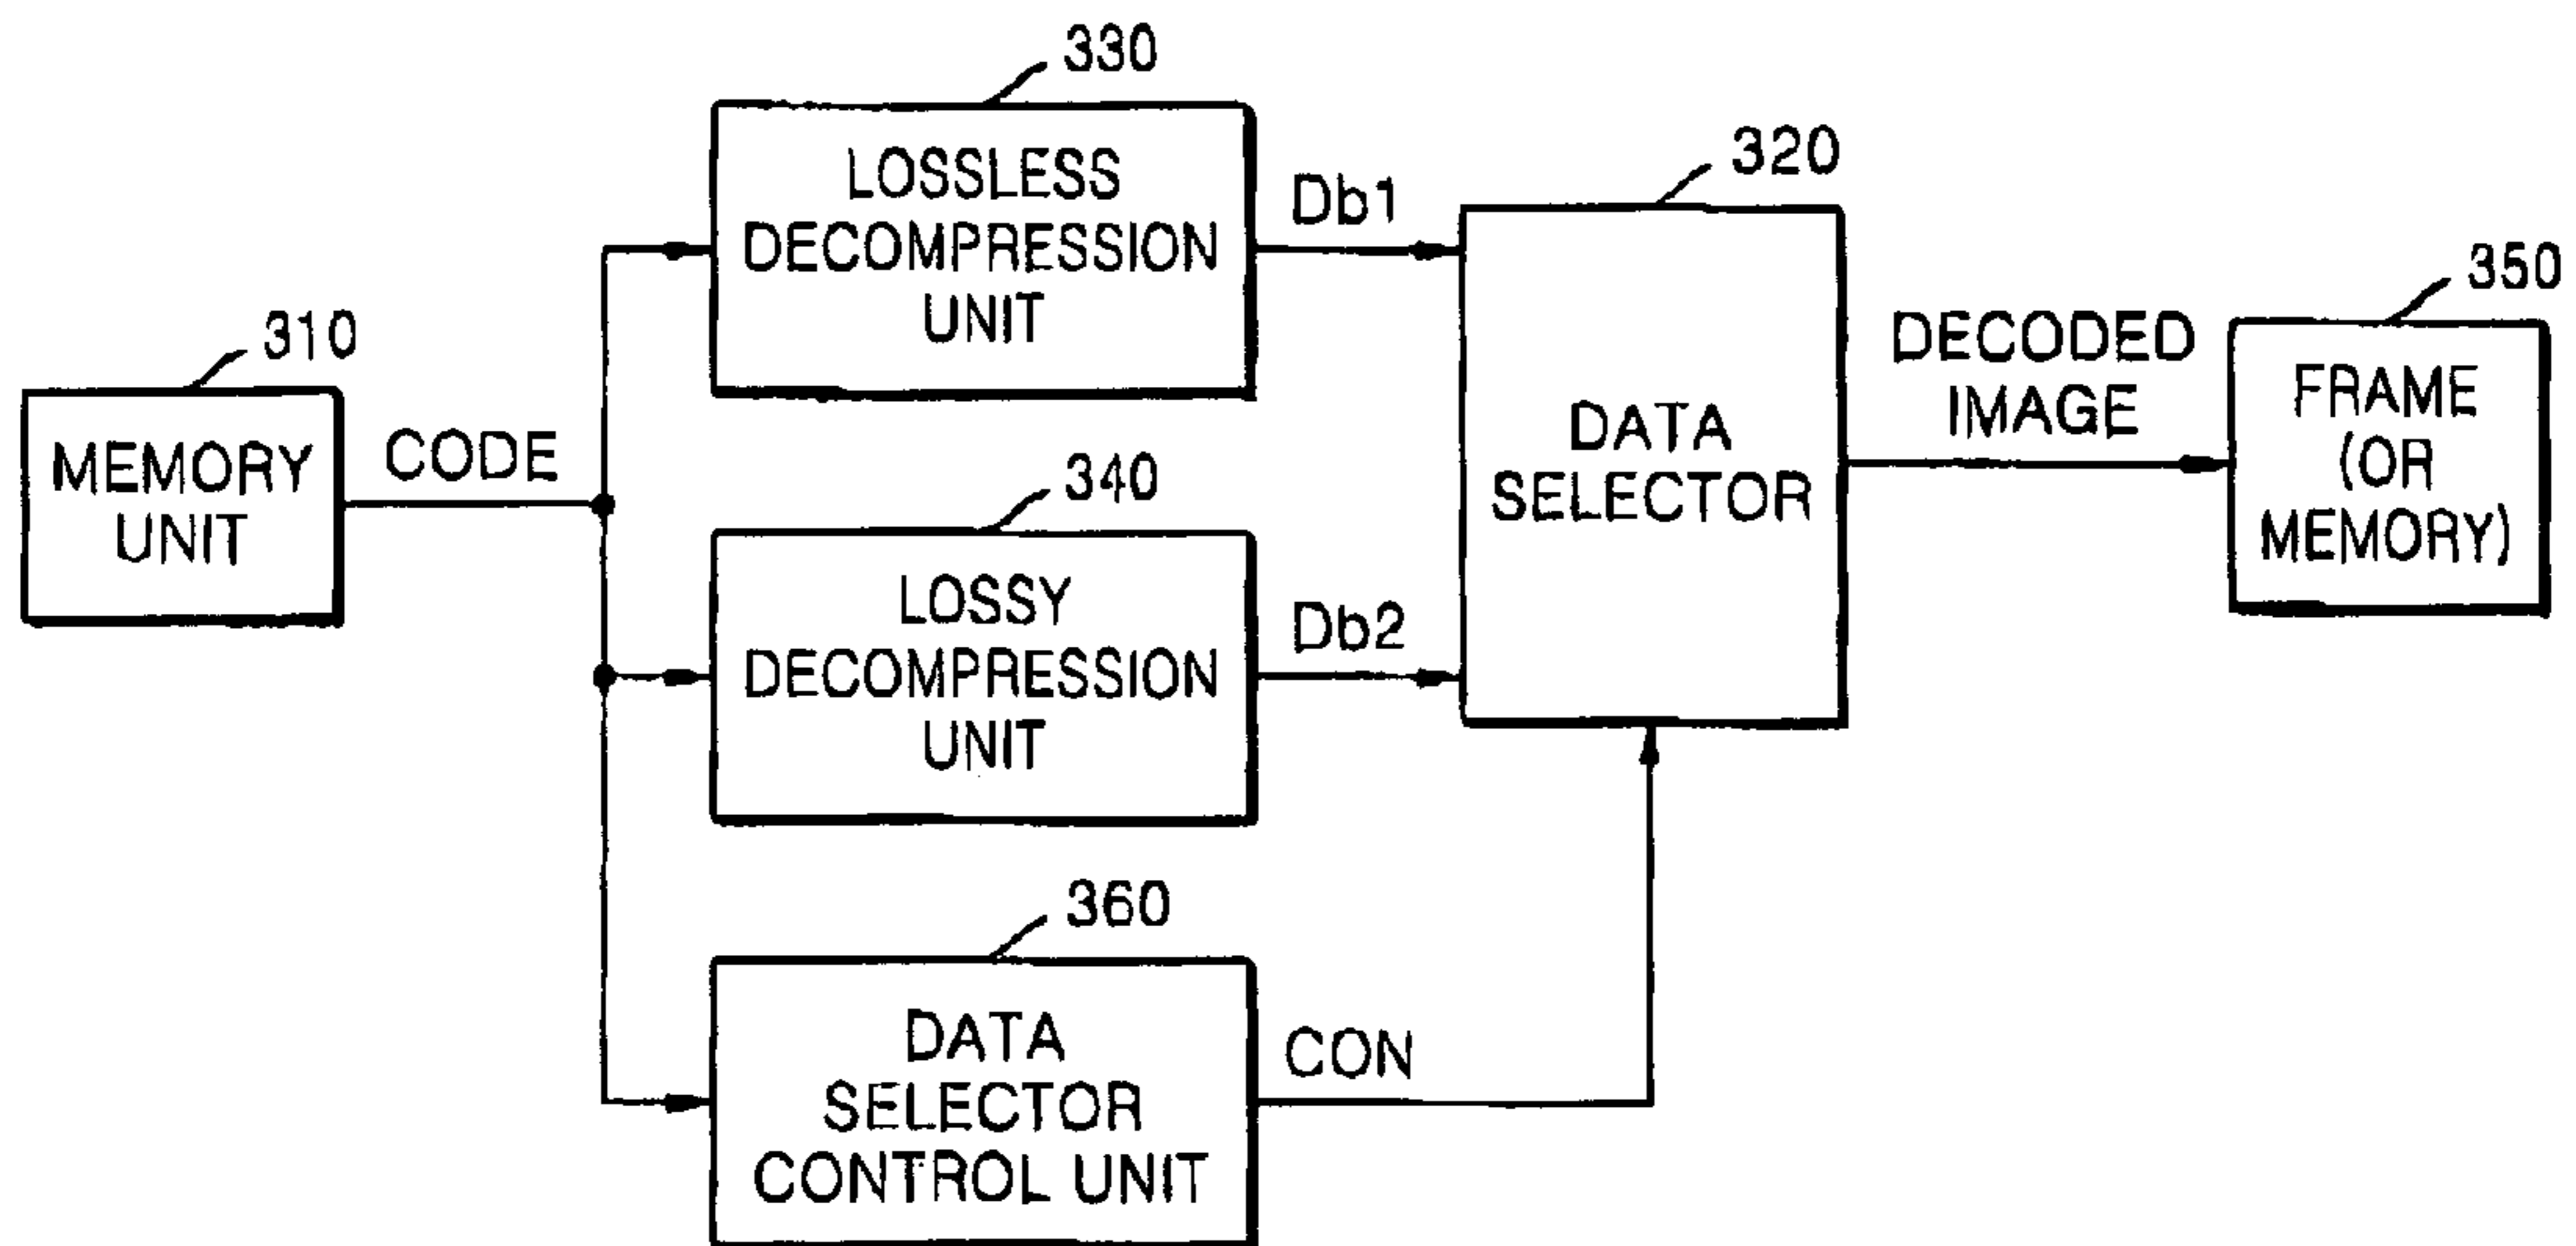 330
LOSSLESS
DECOMPRESSION
UNIT
Db1
320
DATA
SELECTOR
350
DECODED
IMAGE
FRAME
(OR
MEMORY)
310
MEMORY
UNIT
CODE
340
LOSSY
DECOMPRESSION
UNIT
Db2
360
DATA
SELECTOR
CONTROL UNIT
CON